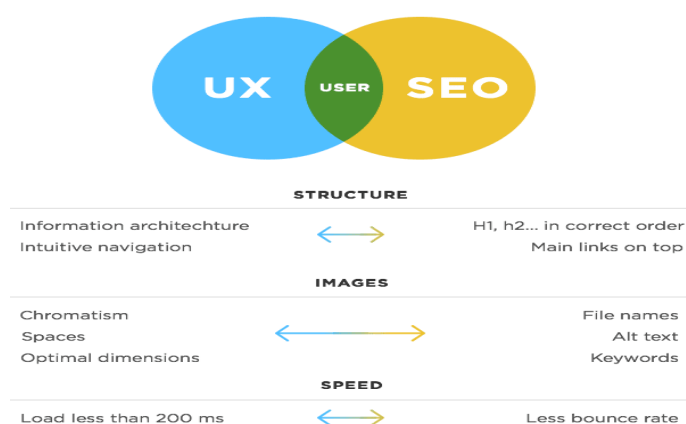 UX USER SEO
STRUCTURE
Information architechture H1, h2... in correct order
Intuitive navigation Main links on top
IMAGES
Chromatism File names
Spaces Alt text
Optimal dimensions Keywords
SPEED
Load less than 200 ms Less bounce rate